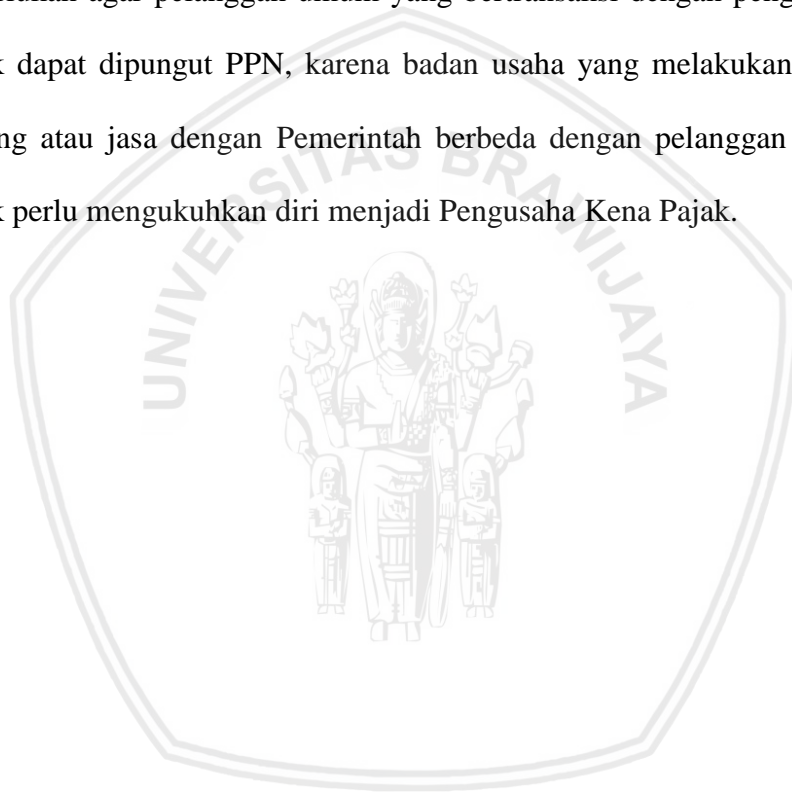 agar pelanggan umum yang bertransaksi dengan
dapat dipungut PPN, karena badan usaha yang melakukan
atau jasa dengan Pemerintah berbeda dengan pelanggan
perlu mengukuhkan diri menjadi Pengusaha Kena Pajak.
UNIVERSITAS BRAWIJAYA